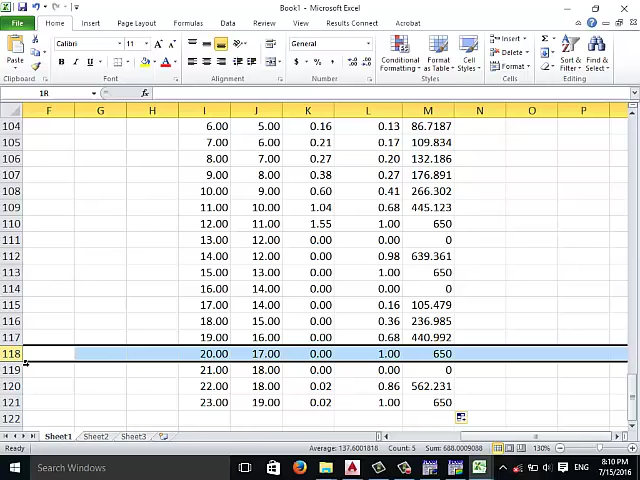 Book1 - Microsoft Excel
File Home Insert Page Layout Formulas Data Review View Results Connect Acrobat
Calibri 11 A A General Insert Σ
Paste B I U $ % , Conditional Formatting Format as Table Cell Styles Delete Format Sort & Filter Find & Select
Clipboard Font Alignment Number Styles Cells Editing
1R fx
F G H I J K L M N O P
104 6.00 5.00 0.16 0.13 86.7187
105 7.00 6.00 0.21 0.17 109.834
106 8.00 7.00 0.27 0.20 132.186
107 9.00 8.00 0.38 0.27 176.891
108 10.00 9.00 0.60 0.41 266.302
109 11.00 10.00 1.04 0.68 445.123
110 12.00 11.00 1.55 1.00 650
111 13.00 12.00 0.00 0.00 0
112 14.00 12.00 0.00 0.98 639.361
113 15.00 13.00 0.00 1.00 650
114 16.00 14.00 0.00 0.00 0
115 17.00 14.00 0.00 0.16 105.479
116 18.00 15.00 0.00 0.36 236.985
117 19.00 16.00 0.00 0.68 440.992
118 20.00 17.00 0.00 1.00 650
119 21.00 18.00 0.00 0.00 0
120 22.00 18.00 0.02 0.86 562.231
121 23.00 19.00 0.02 1.00 650
122
Sheet1 Sheet2 Sheet3
Ready Average: 137.6001818 Count: 5 Sum: 688.0009088 130%
Search Windows ENG 8:10 PM
7/15/2016